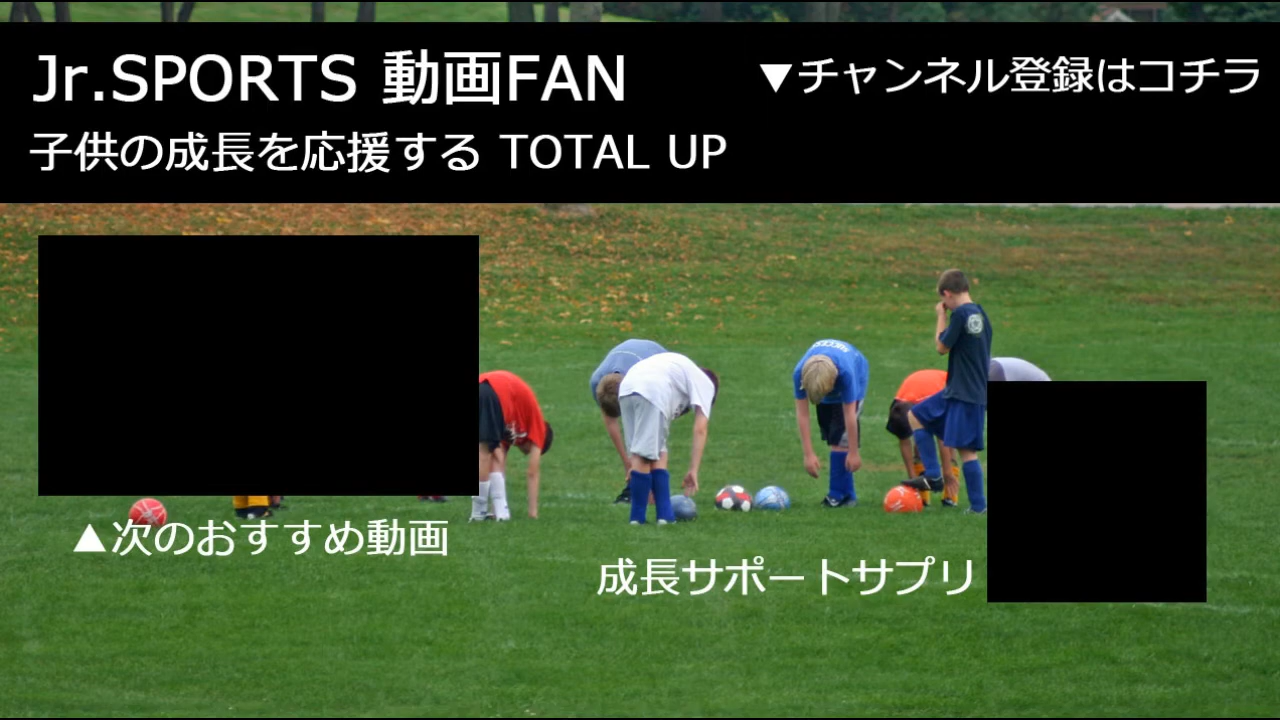 Jr.SPORTS 動画FAN
▼チャンネル登録はコチラ
子供の成長を応援する TOTAL UP
▲次のおすすめ動画
成長サポートサプリ